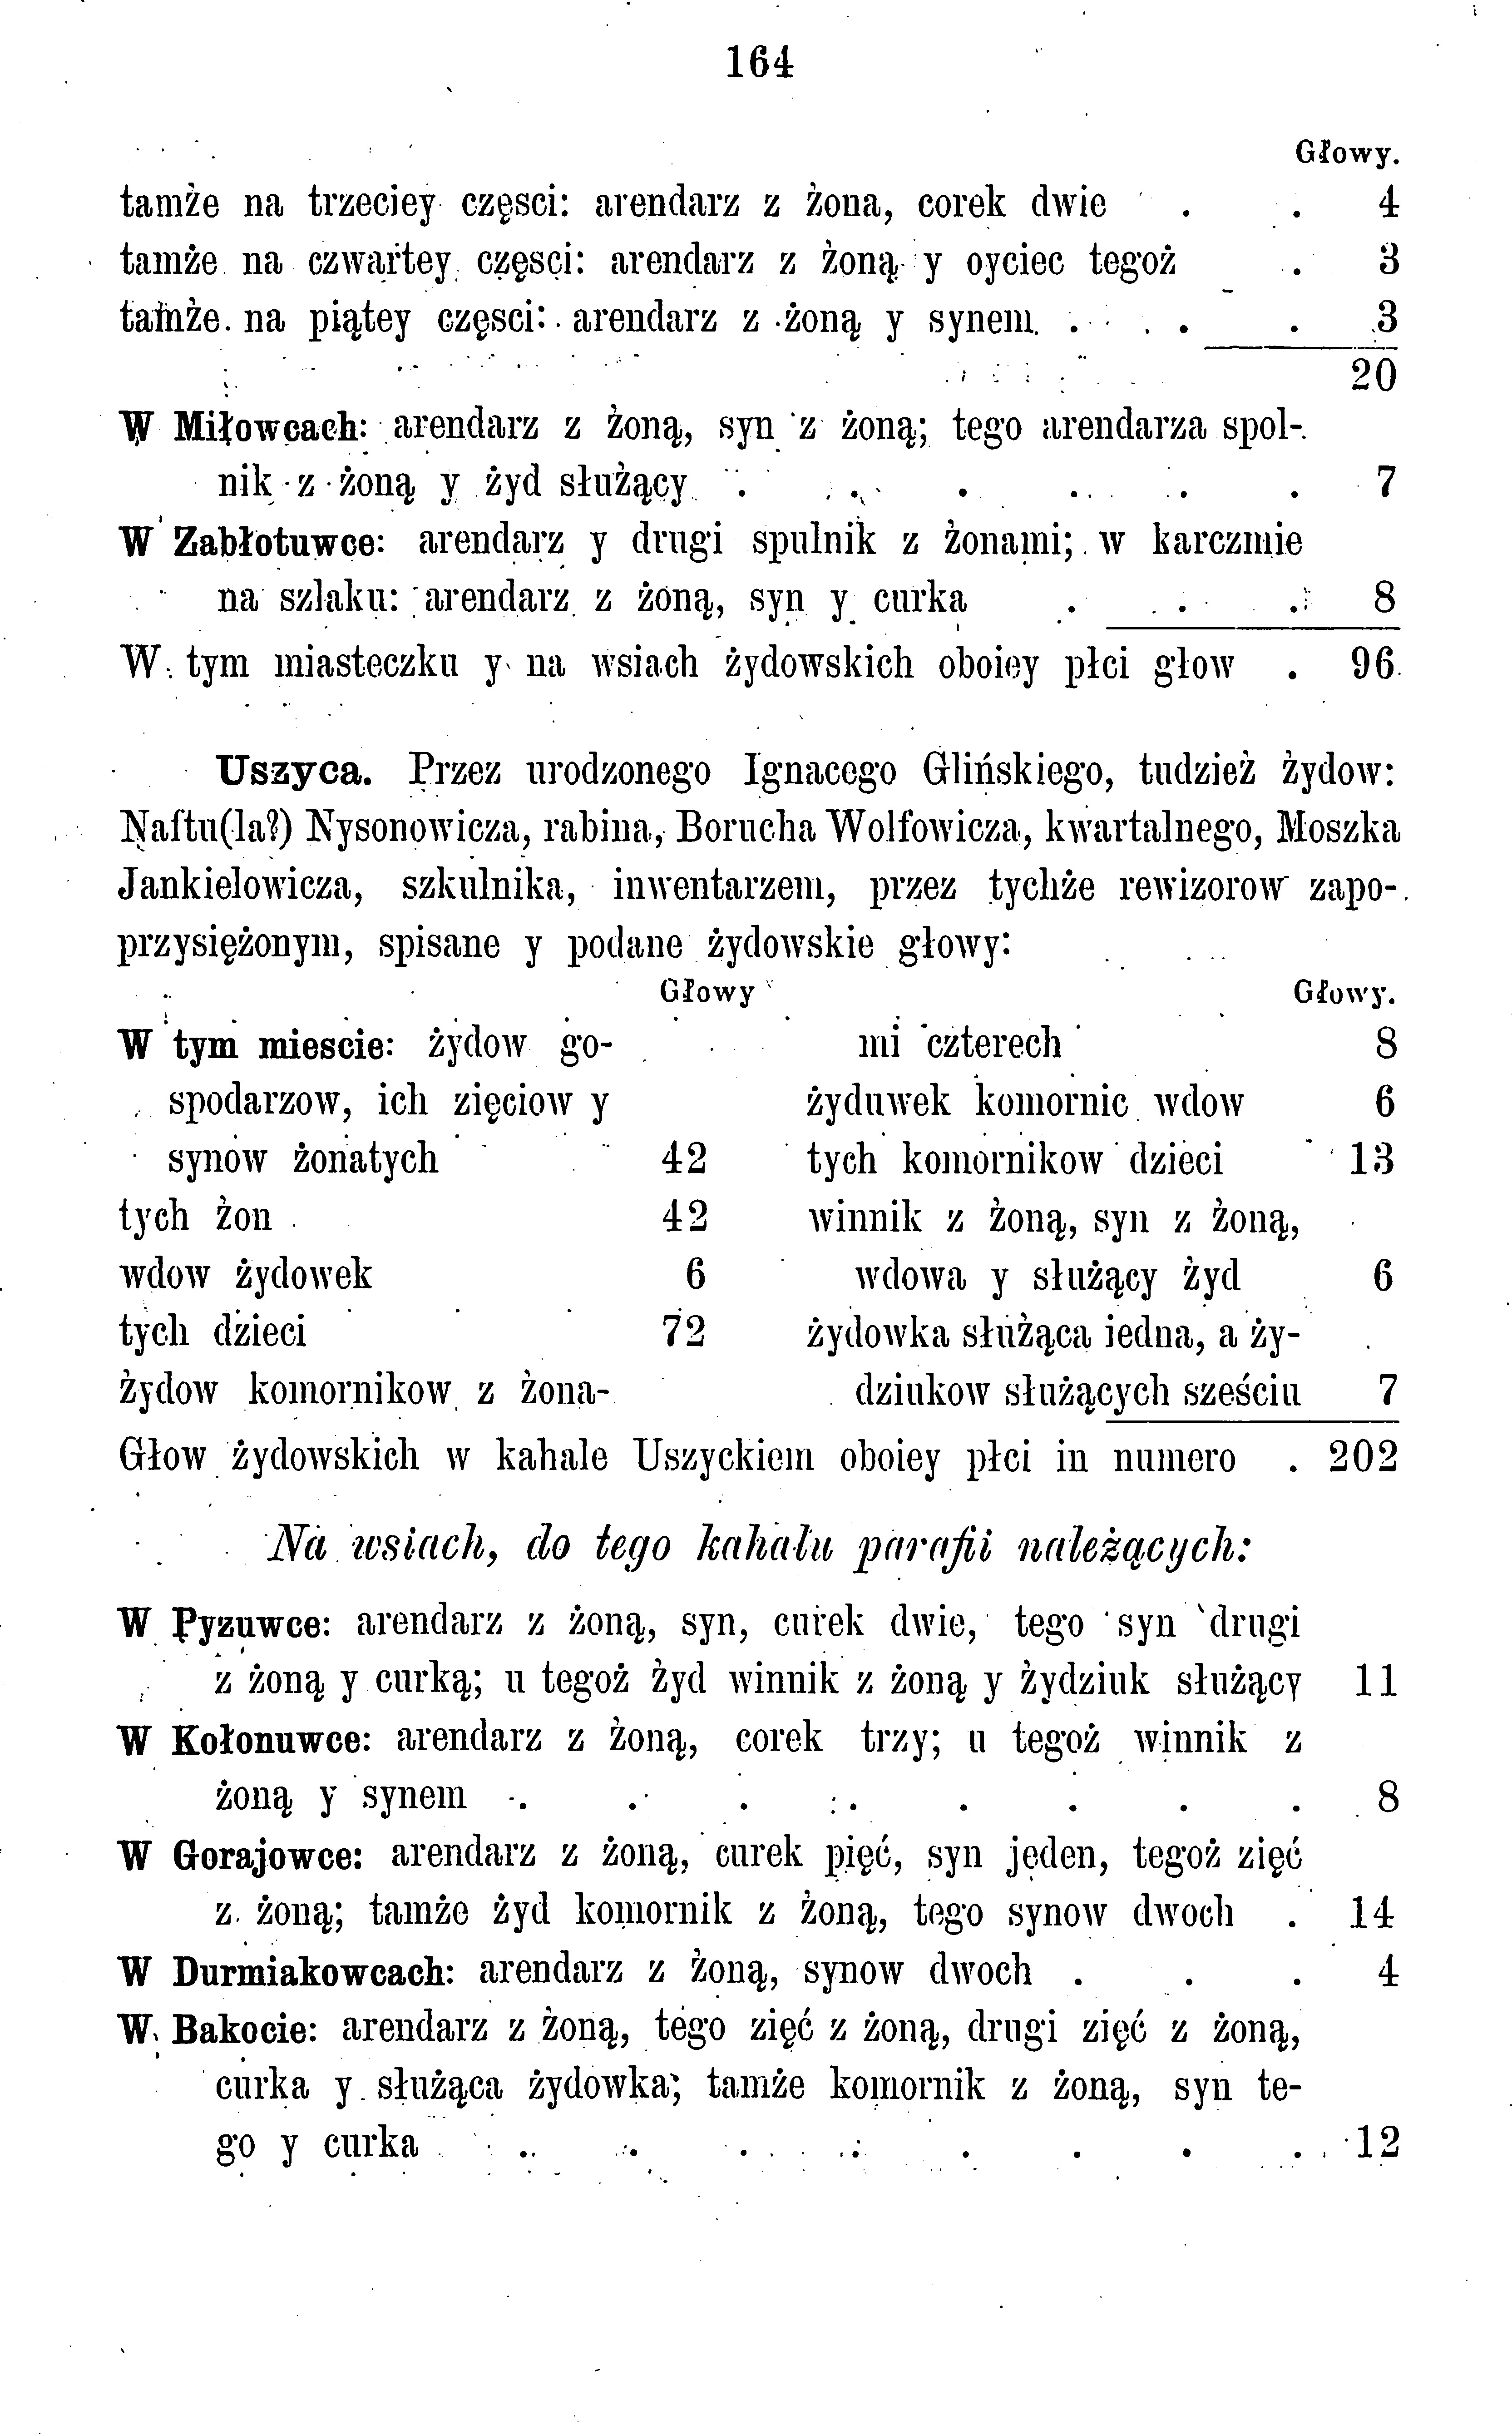 164
Głowy.
tamże na trzeciey częsci: arendarz z żona, corek dwie . . 4
tamże na czwartey częsci: arendarz z żoną y oyciec tegoż . 3
tamże na piątey częsci: arendarz z żoną y synem . . . 3
20
W Miłowcach: arendarz z żoną, syn z żoną; tego arendarza spol-
nik z żoną y żyd służący . . . . . . 7
W Zabłotuwce: arendarz y drugi spulnik z żonami; w karczmie
na szlaku: arendarz z żoną, syn y curka . . . 8
W tym miasteczku y na wsiach żydowskich oboiey płci głow . 96
Uszyca. Przez urodzonego Ignacego Glińskiego, tudzież żydow:
Naftu(la?) Nysonowicza, rabina, Borucha Wolfowicza, kwartalnego, Moszka
Jankielowicza, szkulnika, inwentarzem, przez tychże rewizorow zapo-
przysiężonym, spisane y podane żydowskie głowy:
Głowy
W tym miescie: żydow go-
spodarzow, ich zięciow y
synow żonatych 42
tych żon 42
wdow żydowek 6
tych dzieci 72
żydow komornikow z żona-
Głowy.
mi czterech 8
żyduwek komornic wdow 6
tych komornikow dzieci 13
winnik z żoną, syn z żoną,
wdowa y służący żyd 6
żydowka służąca iedna, a ży-
dziukow służących sześciu 7
Głow żydowskich w kahale Uszyckiem oboiey płci in numero . 202
Na wsiach, do tego kahału parafii należących:
W Pyzuwce: arendarz z żoną, syn, curek dwie, tego syn drugi
z żoną y curką; u tegoż żyd winnik z żoną y żydziuk służący 11
W Kołonuwce: arendarz z żoną, corek trzy; u tegoż winnik z
żoną y synem . . . . . . . . 8
W Gorajowce: arendarz z żoną, curek pięć, syn jeden, tegoż zięć
z żoną; tamże żyd komornik z żoną, tego synow dwoch . 14
W Durmiakowcach: arendarz z żoną, synow dwoch . . . 4
W Bakocie: arendarz z żoną, tego zięć z żoną, drugi zięć z żoną,
curka y służąca żydowka; tamże komornik z żoną, syn te-
go y curka . . . . . . . . 12